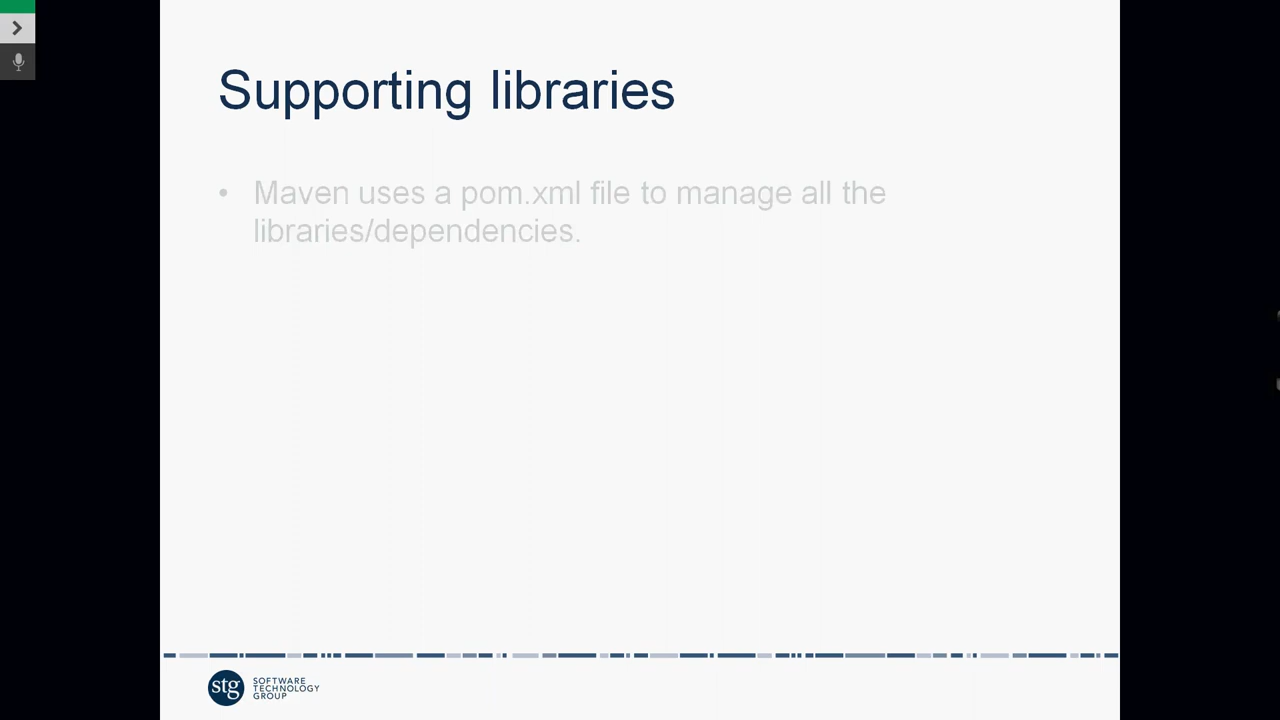 Supporting libraries
• Maven uses a pom.xml file to manage all the
libraries/dependencies.
stg
SOFTWARE
TECHNOLOGY
GROUP